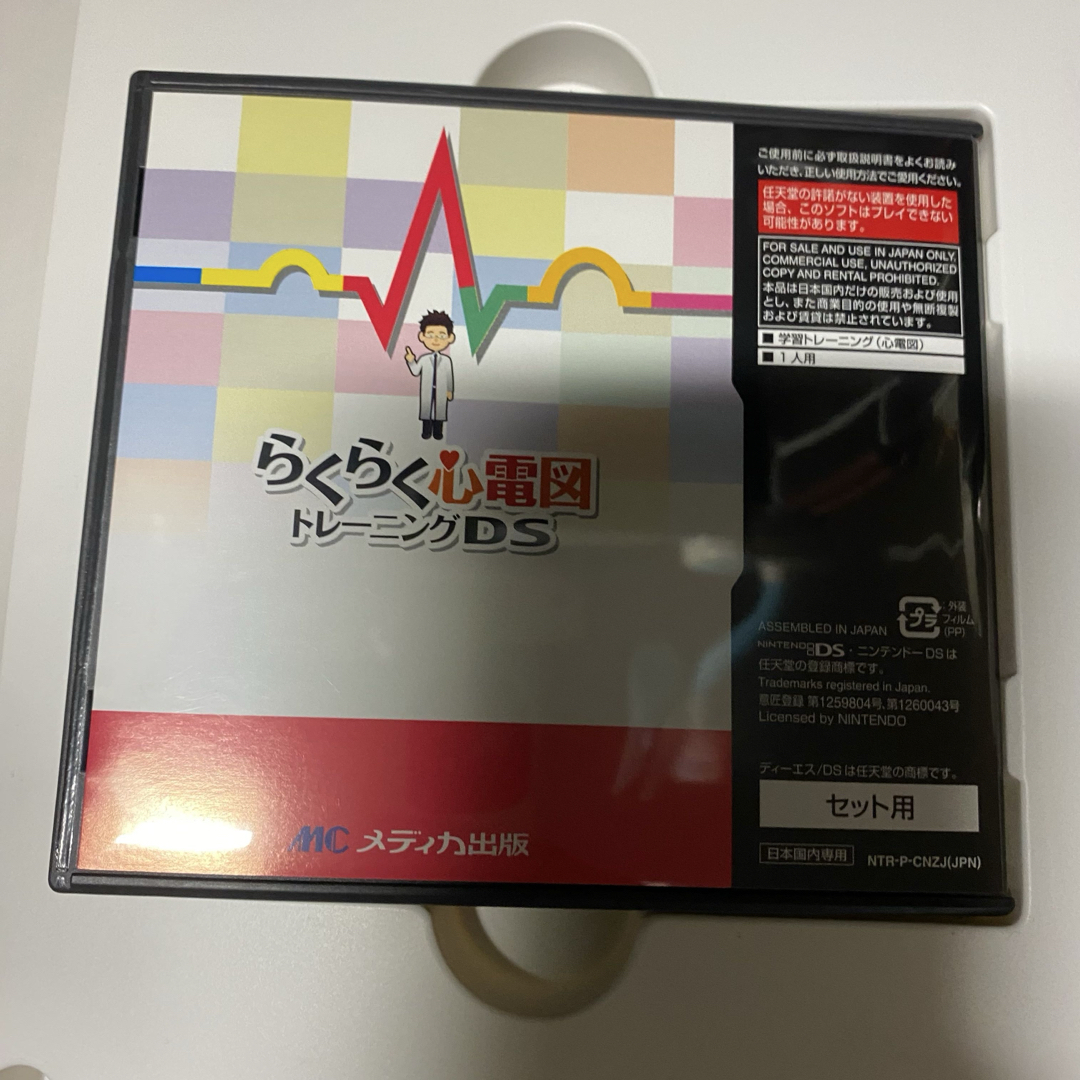 らくらく心電図
トレーニングDS
MC メディカ出版
ご使用前に必ず取扱説明書をよくお読み
いただき、正しい使用方法でご愛用ください。
任天堂の許諾がない装置を使用した
場合、このソフトはプレイできない
可能性があります。
FOR SALE AND USE IN JAPAN ONLY.
COMMERCIAL USE, UNAUTHORIZED
COPY AND RENTAL PROHIBITED.
本品は日本国内だけの販売および使用
とし、また商業目的の使用や無断複製
および賃貸は禁止されています。
■ 学習トレーニング(心電図)
■ 1人用
ASSEMBLED IN JAPAN
プラ
外装
フィルム
(PP)
NINTENDO DS・ニンテンドーDSは
任天堂の登録商標です。
Trademarks registered in Japan.
意匠登録 第1259804号、第1260043号
Licensed by NINTENDO
ディーエス/DSは任天堂の商標です。
セット用
日本国内専用
NTR-P-CNZJ(JPN)